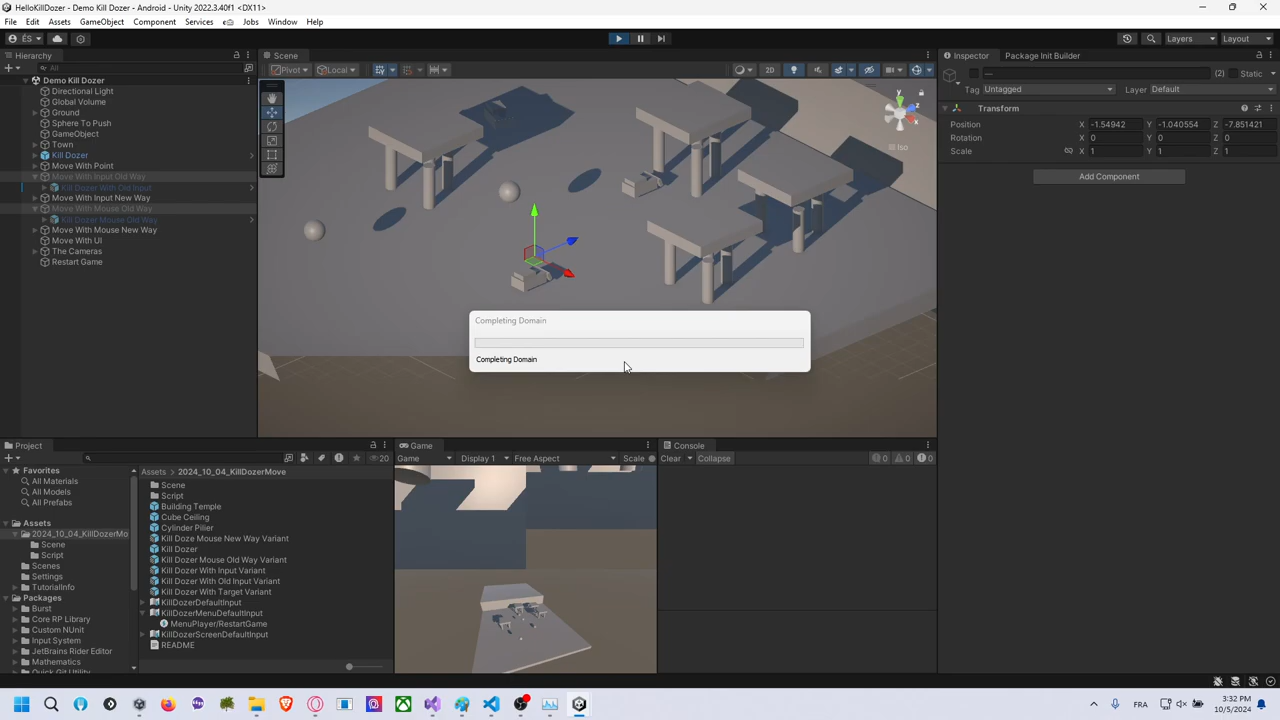 HelloKillDozer - Demo Kill Dozer - Android - Unity 2022.3.40f1 <DX11>
File Edit Assets GameObject Component Services Jobs Window Help
ÉS Layers Layout
Hierarchy Scene Inspector Package Init Builder
All
Pivot Local 2D
Demo Kill Dozer
Directional Light
Global Volume
Ground
Sphere To Push
GameObject
Town
Kill Dozer
Move With Point
Move With Input Old Way
Kill Dozer With Old Input
Move With Input New Way
Move With Mouse Old Way
Kill Dozer Mouse Old Way
Move With Mouse New Way
Move With UI
The Cameras
Restart Game
y
x
z
Iso
— (2) Static
Tag Untagged Layer Default
Transform
Position X -1.54942 Y -1.040554 Z -7.851421
Rotation X 0 Y 0 Z 0
Scale X 1 Y 1 Z 1
Add Component
Completing Domain
Completing Domain
Project
20
Favorites
All Materials
All Models
All Prefabs
Assets
2024_10_04_KillDozerMo
Scene
Script
Scenes
Settings
TutorialInfo
Packages
Burst
Core RP Library
Custom NUnit
Input System
JetBrains Rider Editor
Mathematics
Quick Git Utility
Assets > 2024_10_04_KillDozerMove
Scene
Script
Building Temple
Cube Ceiling
Cylinder Pilier
Kill Doze Mouse New Way Variant
Kill Dozer
Kill Dozer Mouse Old Way Variant
Kill Dozer With Input Variant
Kill Dozer With Old Input Variant
Kill Dozer With Target Variant
KillDozerDefaultInput
KillDozerMenuDefaultInput
MenuPlayer/RestartGame
KillDozerScreenDefaultInput
README
Game
Game Display 1 Free Aspect Scale
Console
Clear Collapse 0 0 0
FRA 3:32 PM
10/5/2024